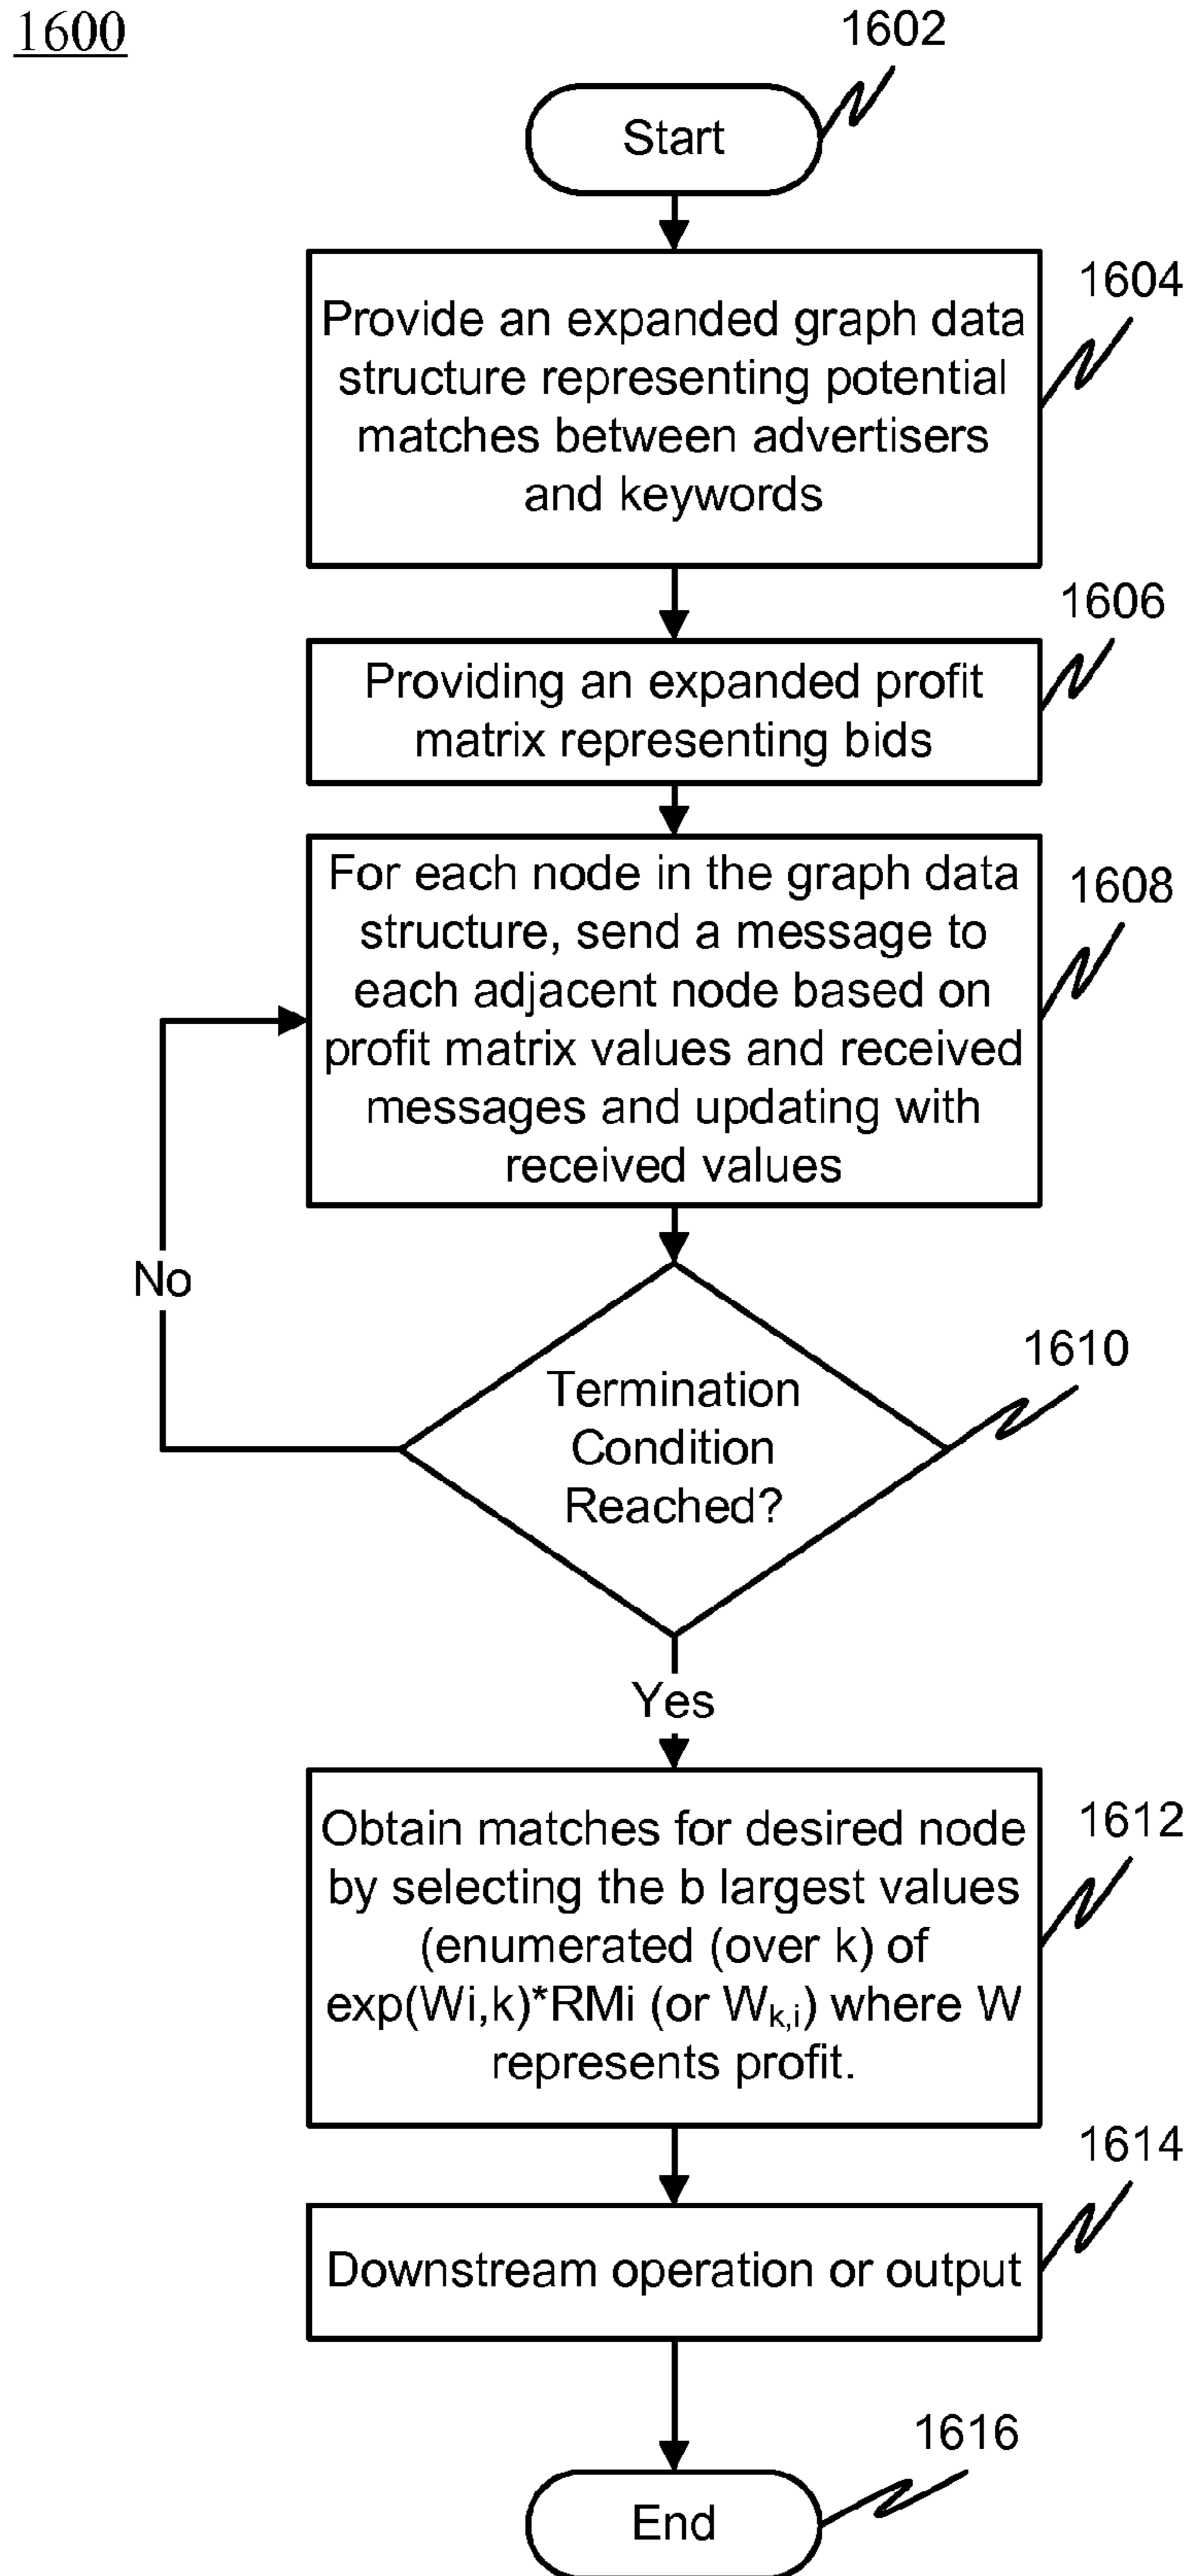 1600
1602
Start
1604
Provide an expanded graph data
structure representing potential
matches between advertisers
and keywords
1606
Providing an expanded profit
matrix representing bids
1608
For each node in the graph data
structure, send a message to
each adjacent node based on
profit matrix values and received
messages and updating with
received values
No
1610
Termination
Condition
Reached?
Yes
1612
Obtain matches for desired node
by selecting the b largest values
(enumerated (over k) of
exp(Wi,k)*RMi (or Wk,i) where W
represents profit.
1614
Downstream operation or output
1616
End